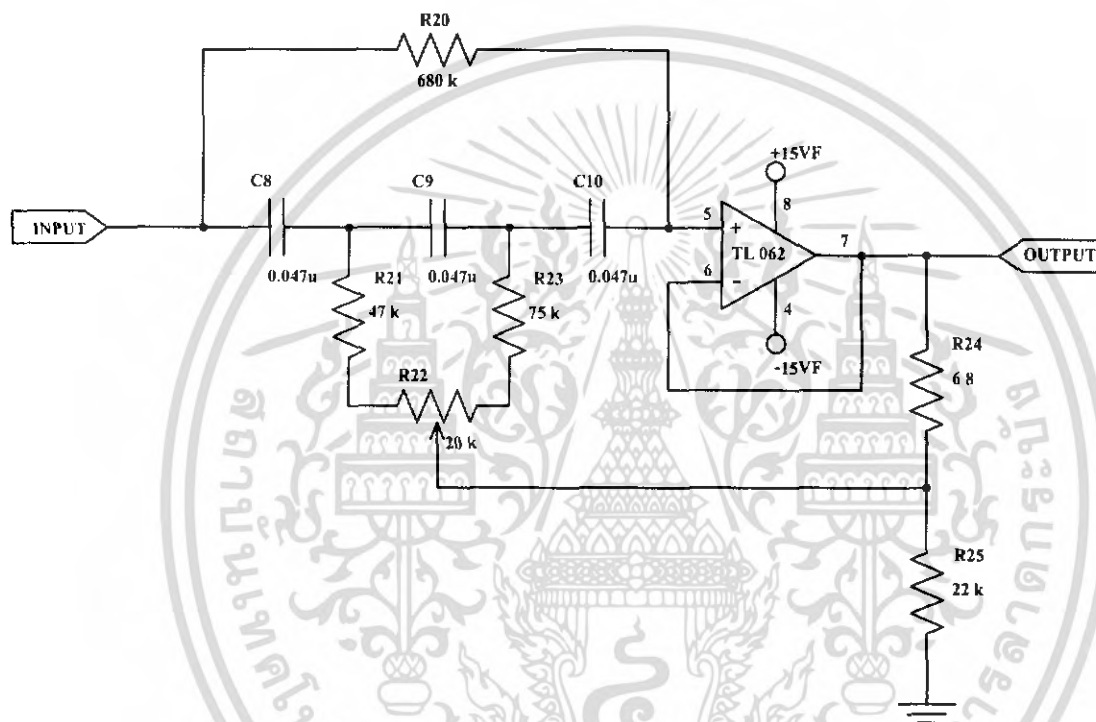 R20
680 k
+15VF
C8
C9
C10
8
5
+
7
INPUT
TL 062
OUTPUT
6
-
0.047u
0.047u
0.047u
R21
R23
4
47 k
75 k
-15VF
R24
6 8
R22
20 k
R25
22 k